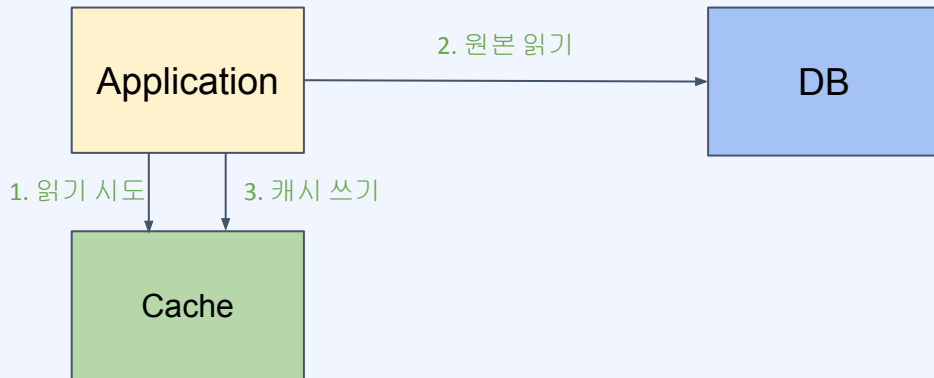 2. 원본 읽기
Application
DB
1. 읽기 시도
3. 캐시 쓰기
Cache